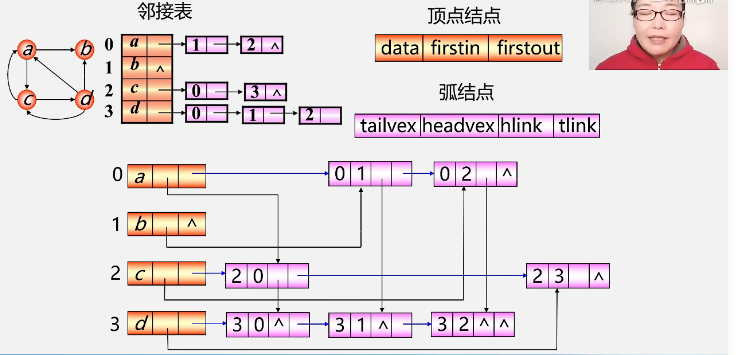 邻接表
顶点结点
data firstin firstout
弧结点
tailvex headvex hlink tlink
a b
c d
0 a 1 2 ^
1 b ^
2 c 0 3 ^
3 d 0 1 2
0 a 0 1 0 2 ^
1 b ^
2 c 2 0 2 3 ^
3 d 3 0 ^ 3 1 ^ 3 2 ^ ^